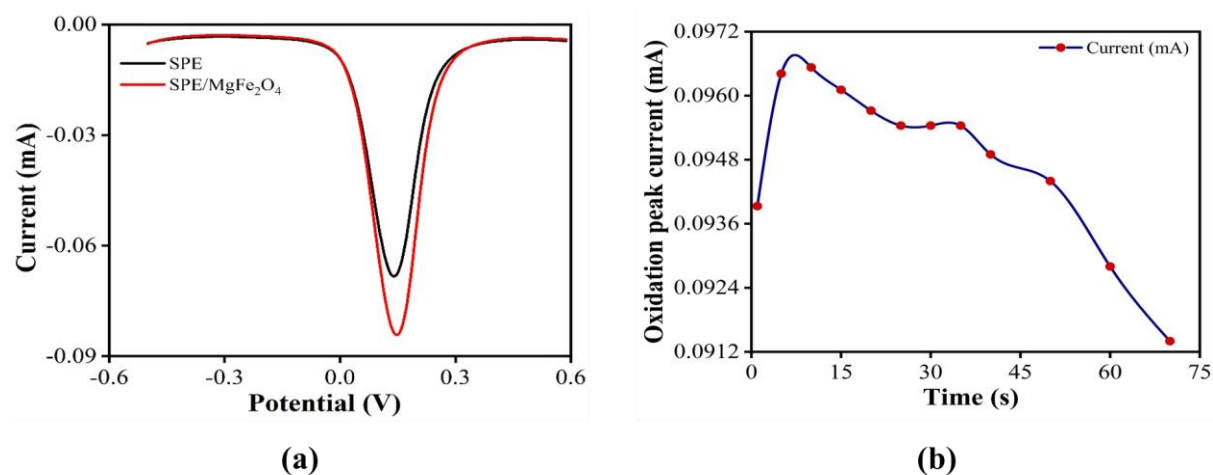 0.00
-0.03
-0.06
-0.09
-0.6
-0.3
0.0
0.3
0.6
Current (mA)
Potential (V)
SPE
SPE/MgFe₂O₄
(a)
0.0972
0.0960
0.0948
0.0936
0.0924
0.0912
0
15
30
45
60
75
Oxidation peak current (mA)
Time (s)
Current (mA)
(b)